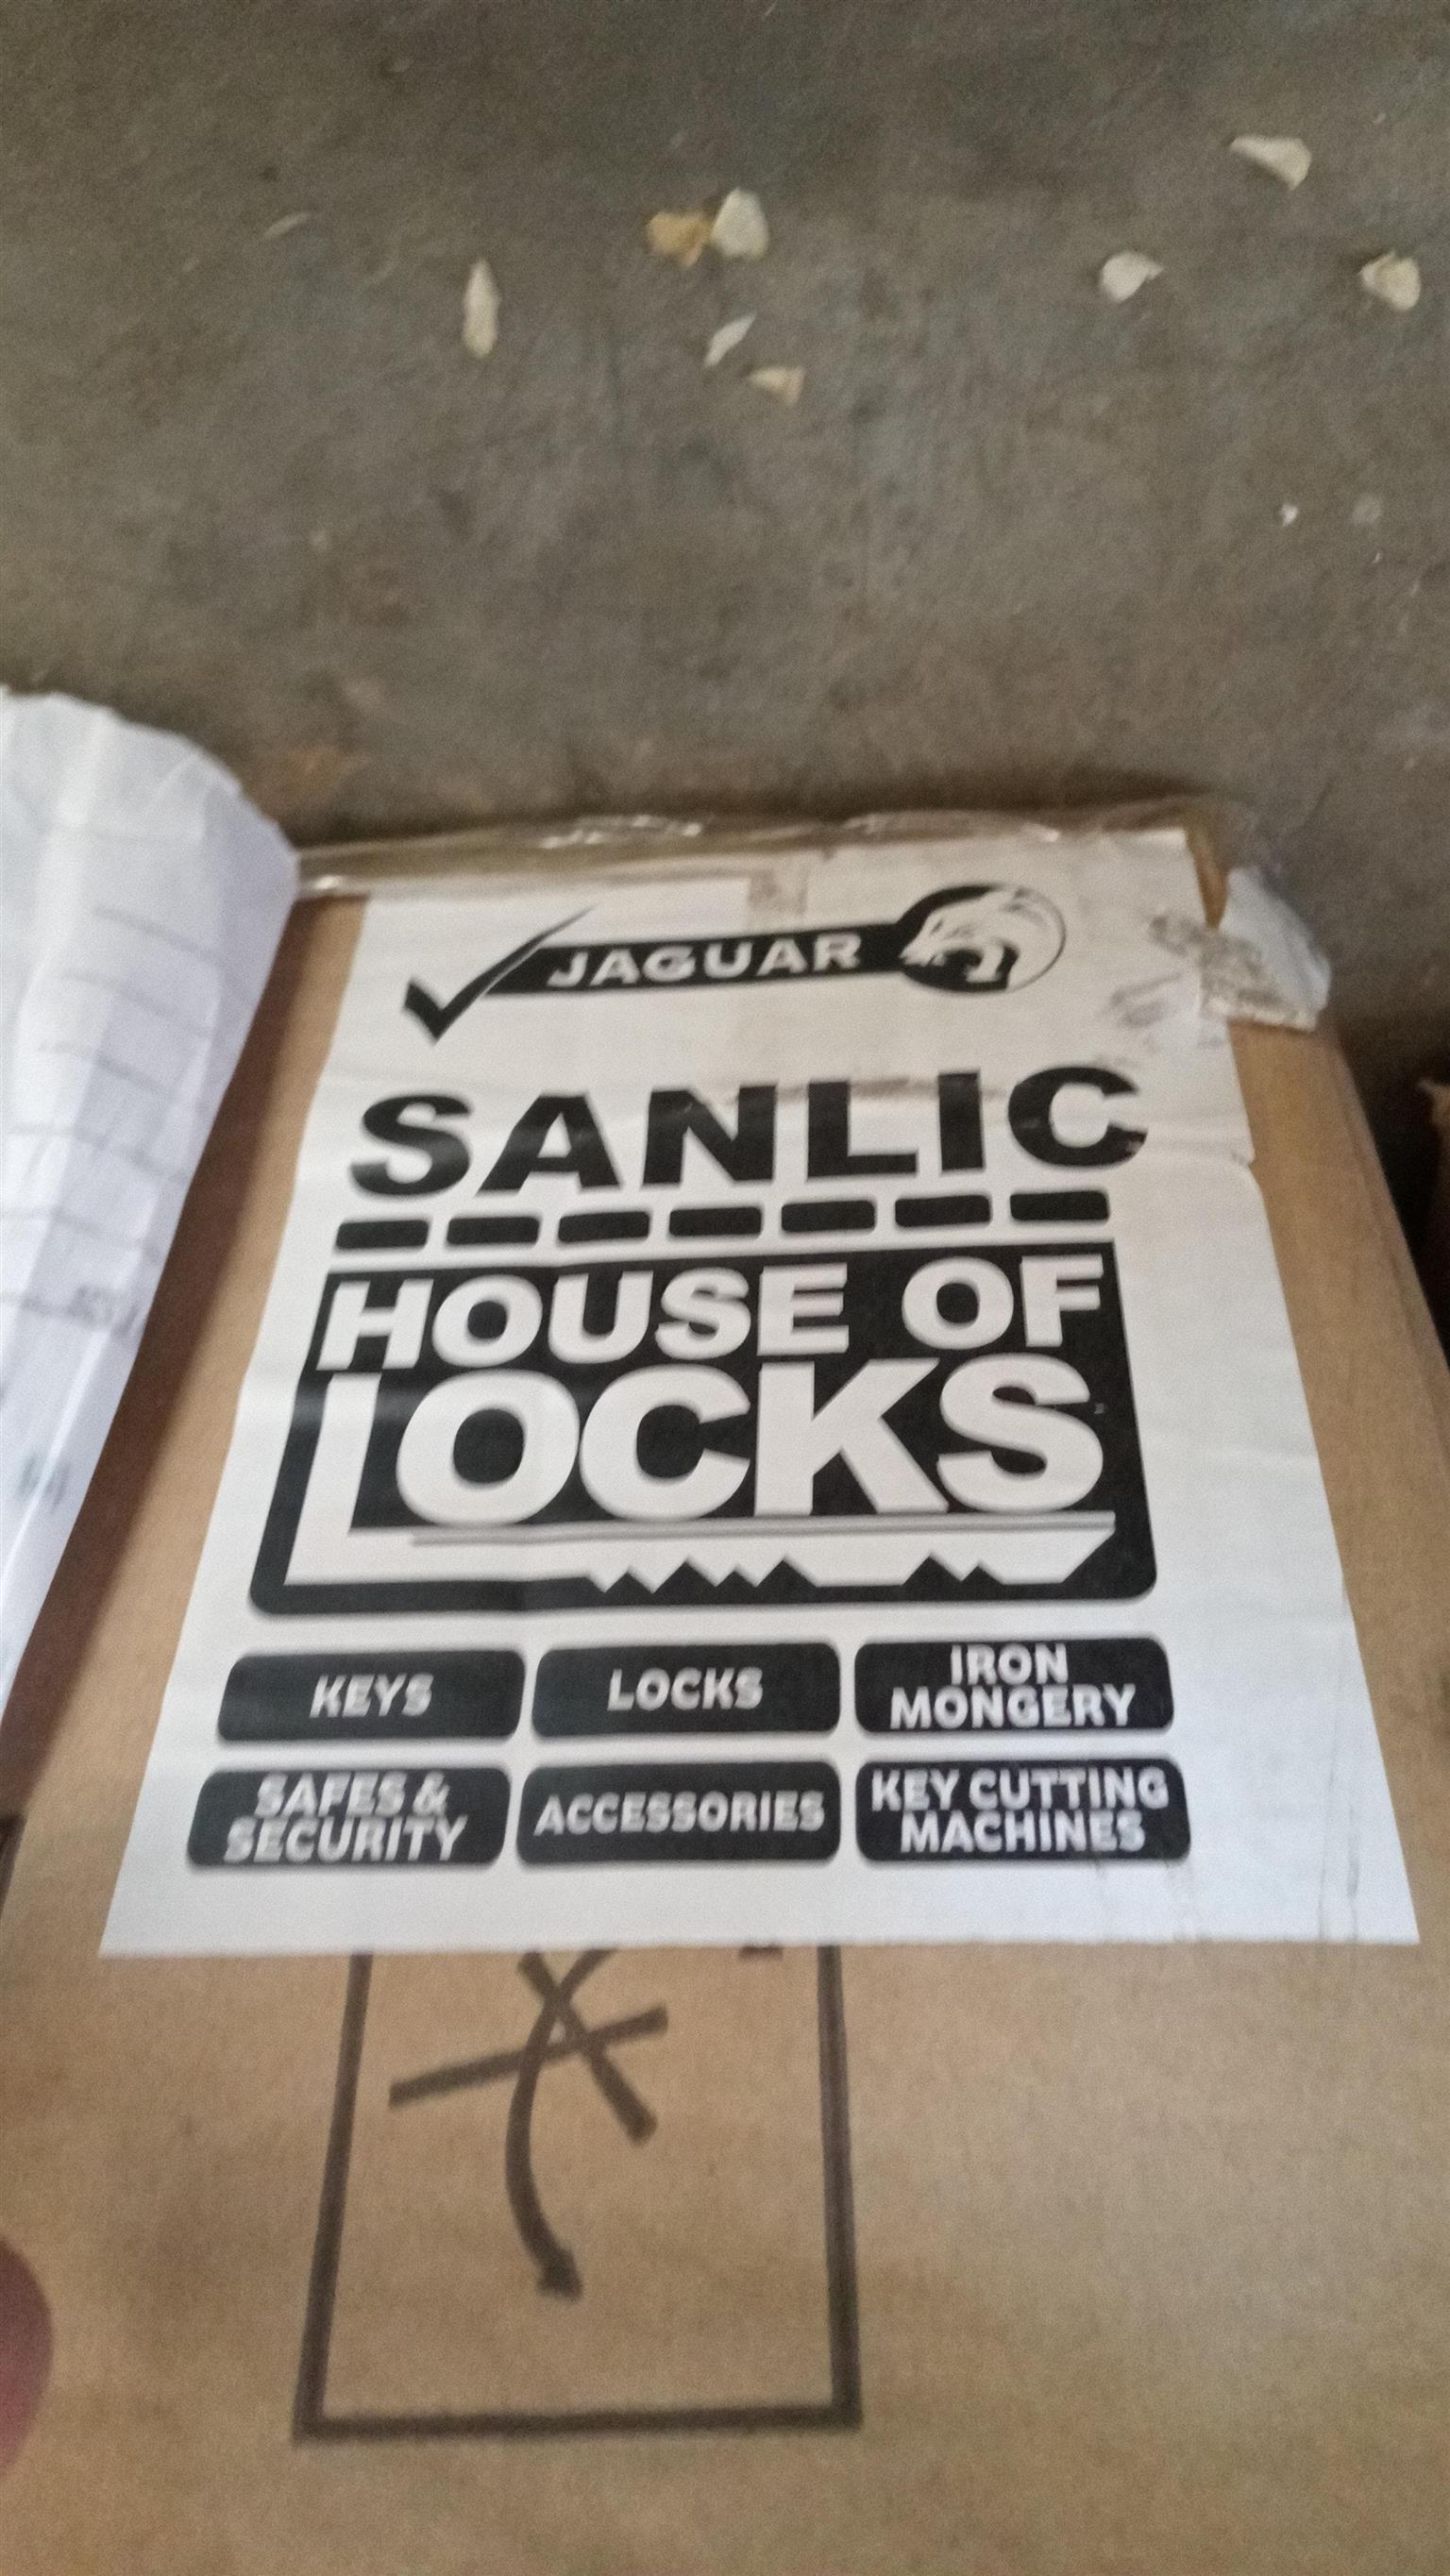 JAGUAR
SANLIC
HOUSE OF
LOCKS
KEYS
LOCKS
IRON
MONGERY
SAFES &
SECURITY
ACCESSORIES
KEY CUTTING
MACHINES